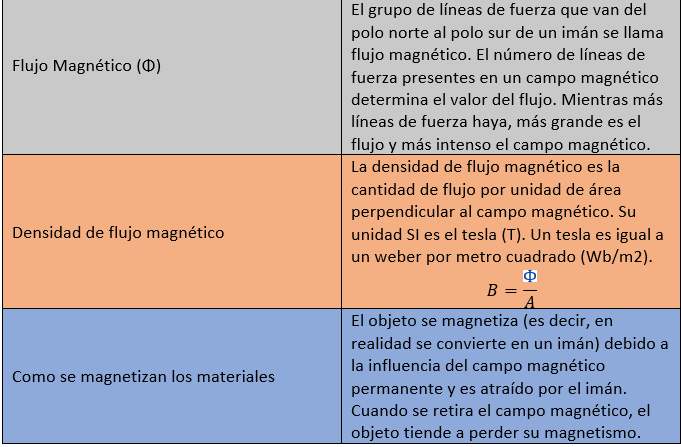 Flujo Magnético (Φ)
El grupo de líneas de fuerza que van del
polo norte al polo sur de un imán se llama
flujo magnético. El número de líneas de
fuerza presentes en un campo magnético
determina el valor del flujo. Mientras más
líneas de fuerza haya, más grande es el
flujo y más intenso el campo magnético.
Densidad de flujo magnético
La densidad de flujo magnético es la
cantidad de flujo por unidad de área
perpendicular al campo magnético. Su
unidad SI es el tesla (T). Un tesla es igual a
un weber por metro cuadrado (Wb/m2).
B = Φ/A
Como se magnetizan los materiales
El objeto se magnetiza (es decir, en
realidad se convierte en un imán) debido a
la influencia del campo magnético
permanente y es atraído por el imán.
Cuando se retira el campo magnético, el
objeto tiende a perder su magnetismo.